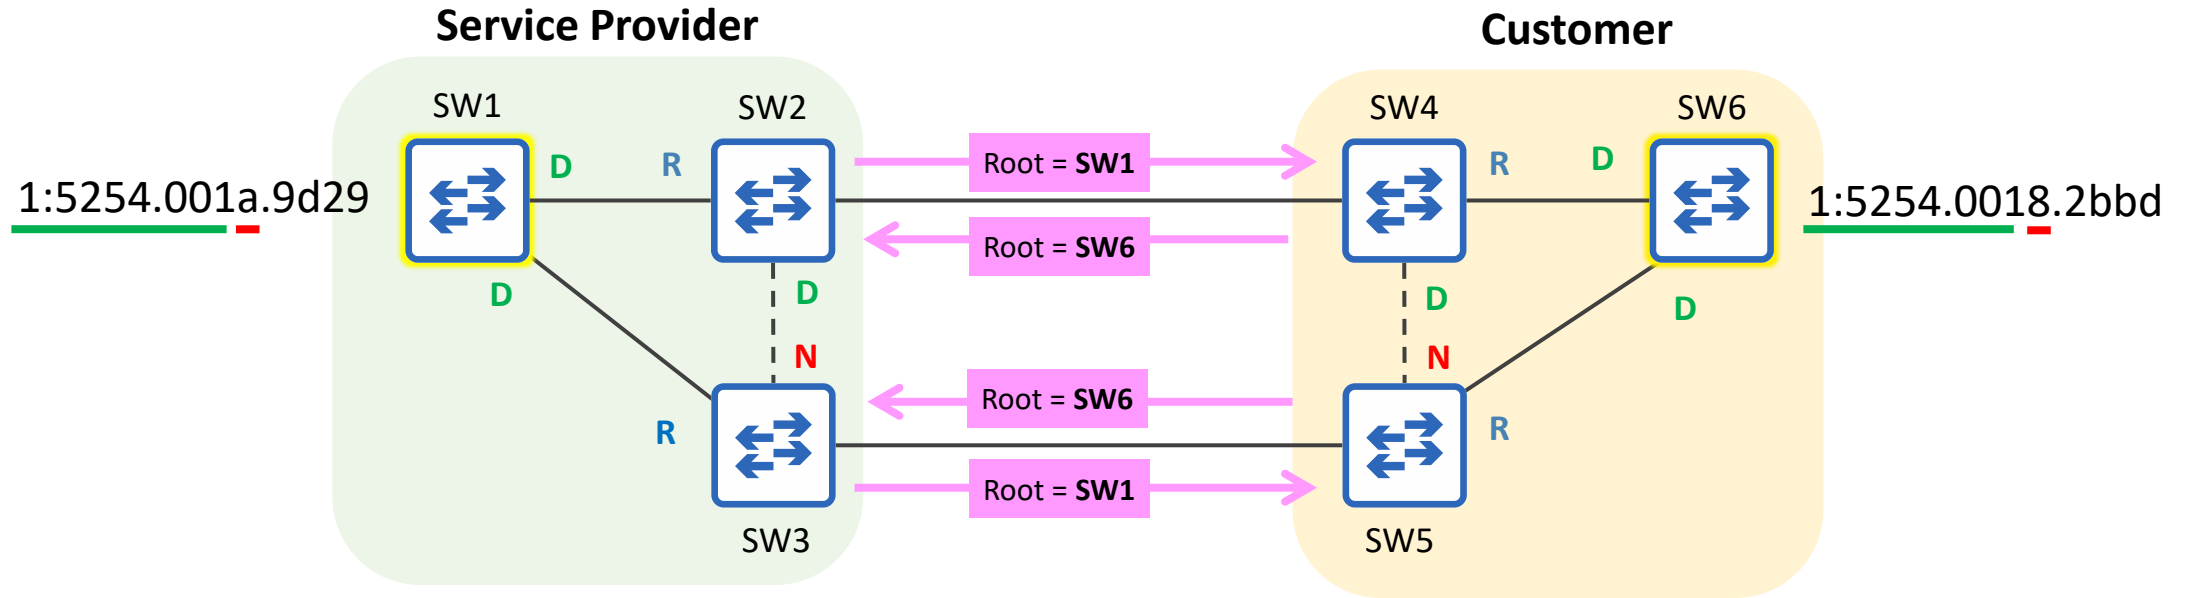 Service Provider
Customer
SW1
SW2
SW4
SW6
D
R
Root = SW1
R
D
1:5254.001a.9d29
1:5254.0018.2bbd
Root = SW6
D
D
D
D
N
N
Root = SW6
R
R
Root = SW1
SW3
SW5